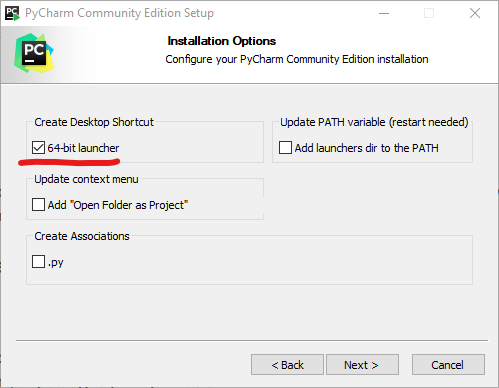 PyCharm Community Edition Setup
PC
Installation Options
Configure your PyCharm Community Edition installation
Create Desktop Shortcut
64-bit launcher
Update PATH variable (restart needed)
Add launchers dir to the PATH
Update context menu
Add "Open Folder as Project"
Create Associations
.py
< Back
Next >
Cancel